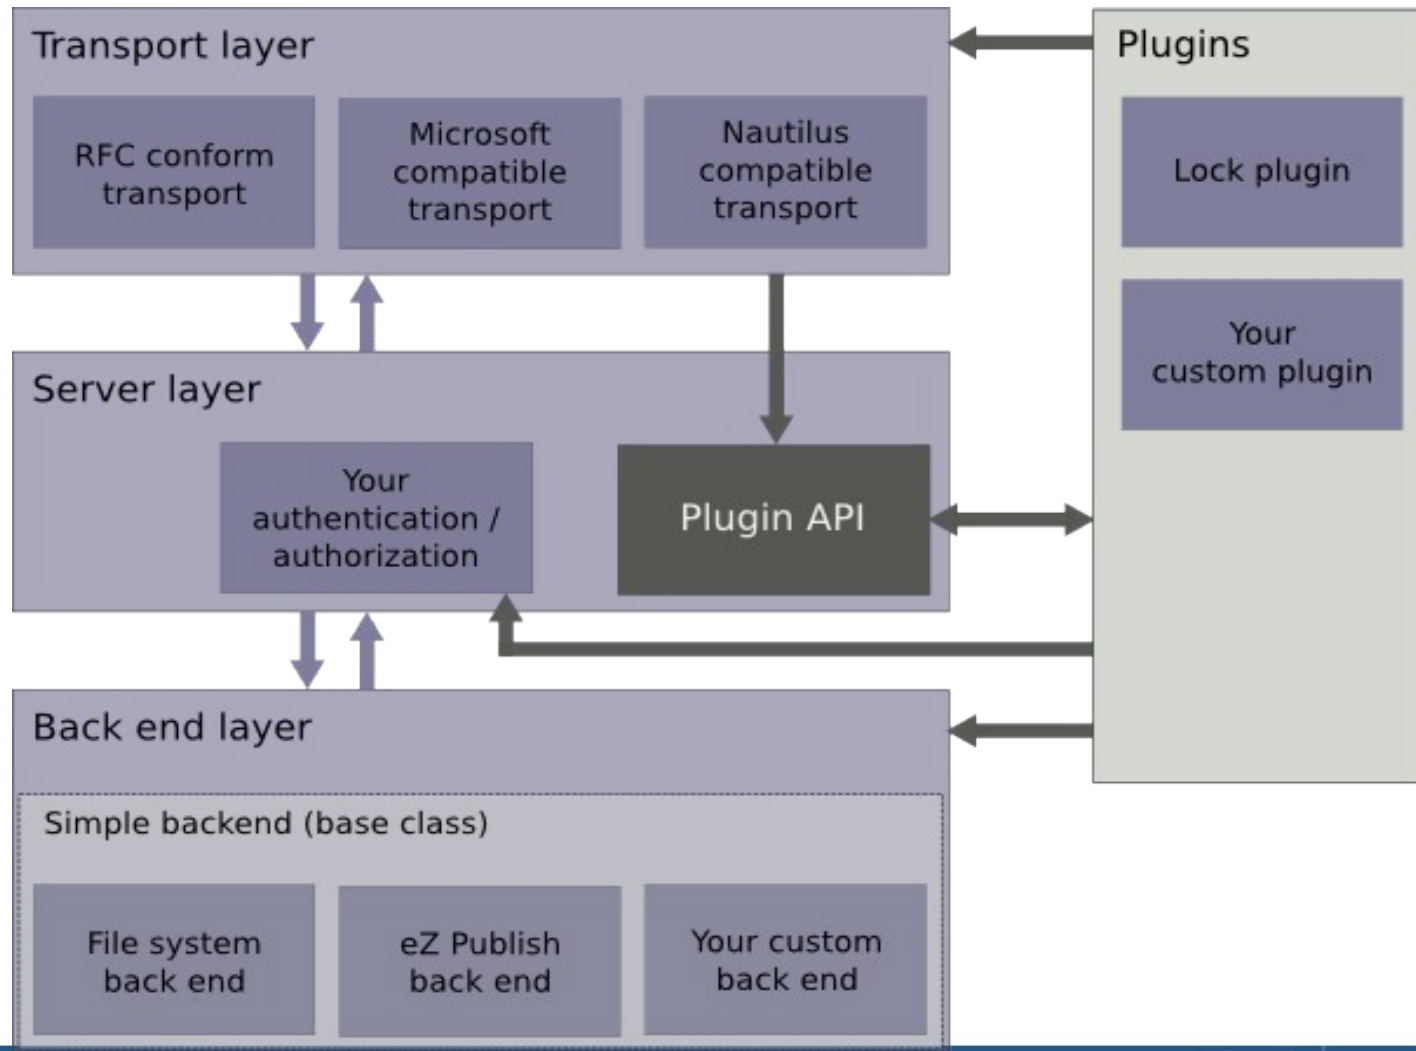 Transport layer
RFC conform
transport
Microsoft
compatible
transport
Nautilus
compatible
transport
Plugins
Lock plugin
Your
custom plugin
Server layer
Your
authentication /
authorization
Plugin API
Back end layer
Simple backend (base class)
File system
back end
eZ Publish
back end
Your custom
back end